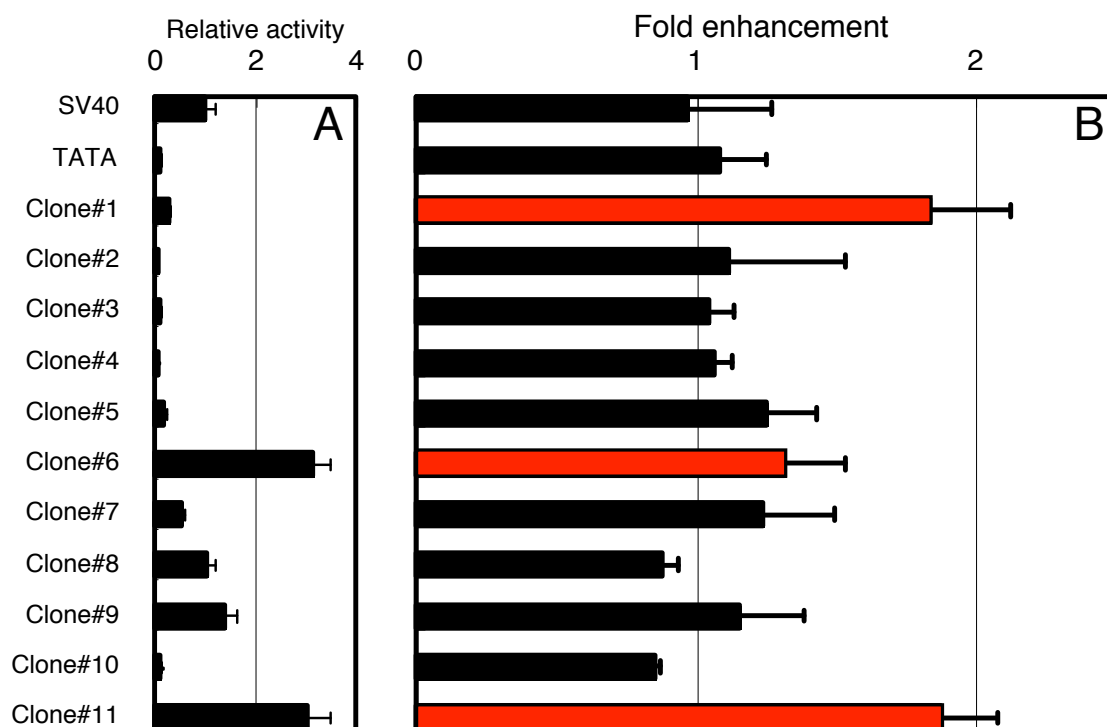 Relative activity
0 2 4
Fold enhancement
0 1 2
A
B
SV40
TATA
Clone#1
Clone#2
Clone#3
Clone#4
Clone#5
Clone#6
Clone#7
Clone#8
Clone#9
Clone#10
Clone#11